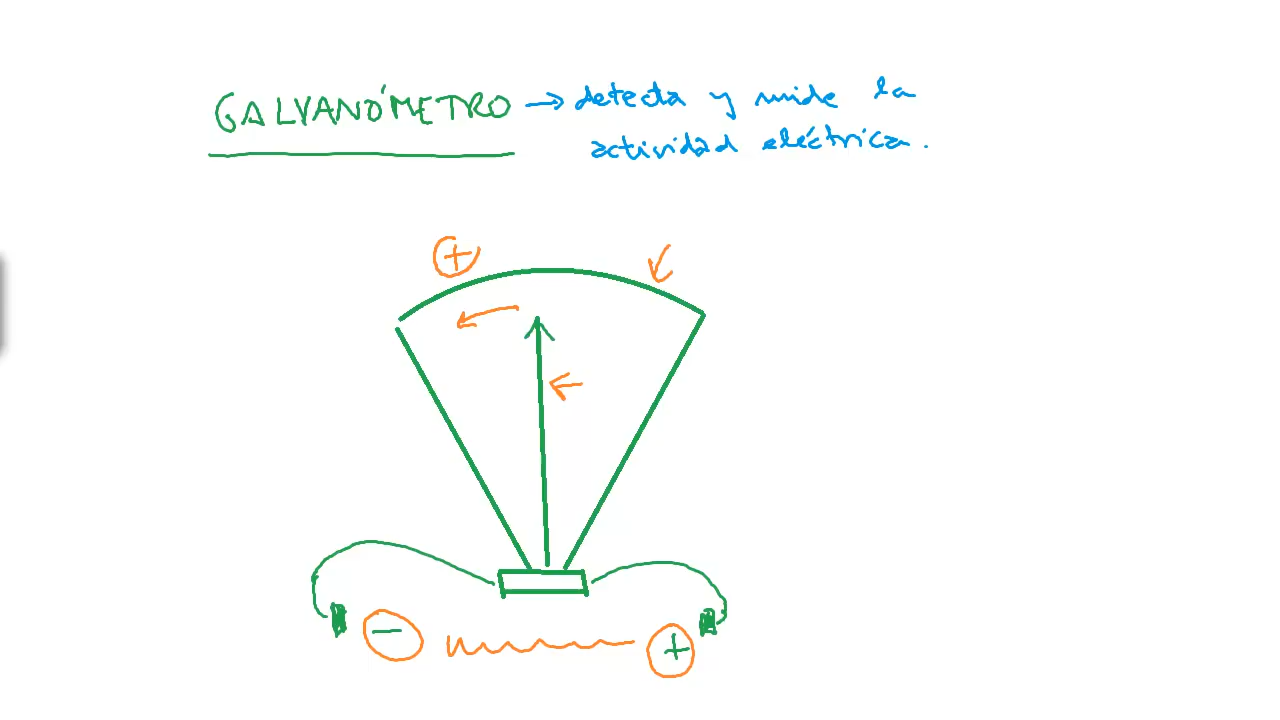 GALVANÓMETRO → detecta y mide la
actividad eléctrica.
+
− +